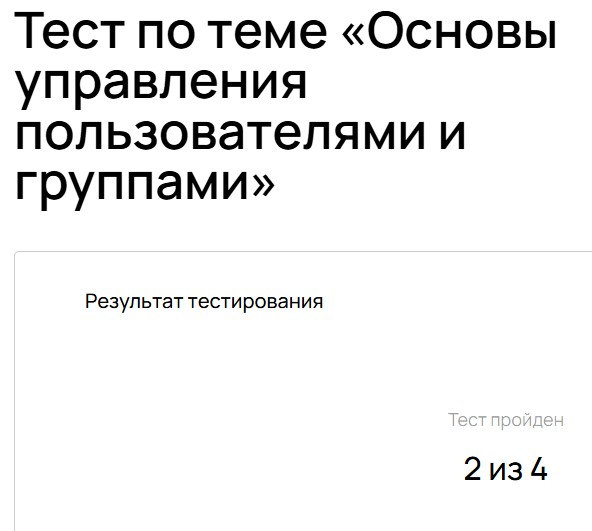 Тест по теме «Основы
управления
пользователями и
группами»
Результат тестирования
Тест пройден
2 из 4